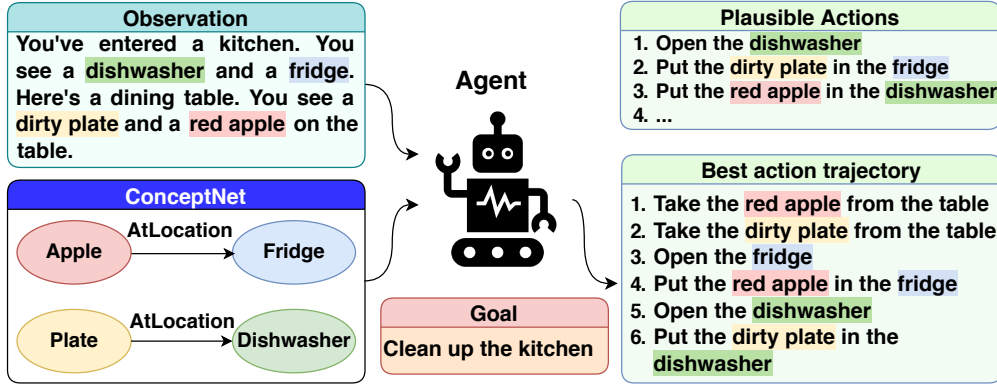 Observation
You've entered a kitchen. You
see a dishwasher and a fridge.
Here's a dining table. You see a
dirty plate and a red apple on the
table.
ConceptNet
Apple
AtLocation
Fridge
Plate
AtLocation
Dishwasher
Agent
Goal
Clean up the kitchen
Plausible Actions
1. Open the dishwasher
2. Put the dirty plate in the fridge
3. Put the red apple in the dishwasher
4. ...
Best action trajectory
1. Take the red apple from the table
2. Take the dirty plate from the table
3. Open the fridge
4. Put the red apple in the fridge
5. Open the dishwasher
6. Put the dirty plate in the
dishwasher